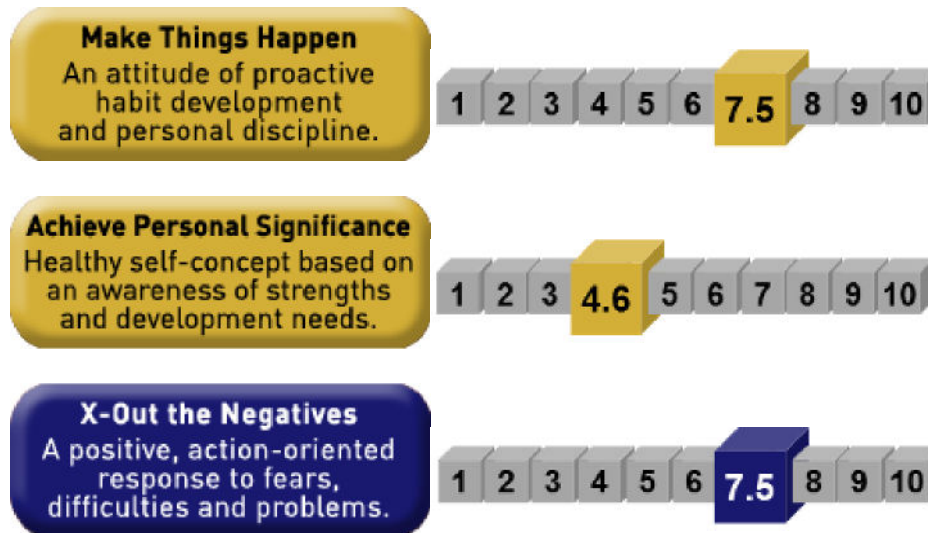 Make Things Happen
An attitude of proactive
habit development
and personal discipline.
1 2 3 4 5 6 7.5 8 9 10
Achieve Personal Significance
Healthy self-concept based on
an awareness of strengths
and development needs.
1 2 3 4.6 5 6 7 8 9 10
X-Out the Negatives
A positive, action-oriented
response to fears,
difficulties and problems.
1 2 3 4 5 6 7.5 8 9 10